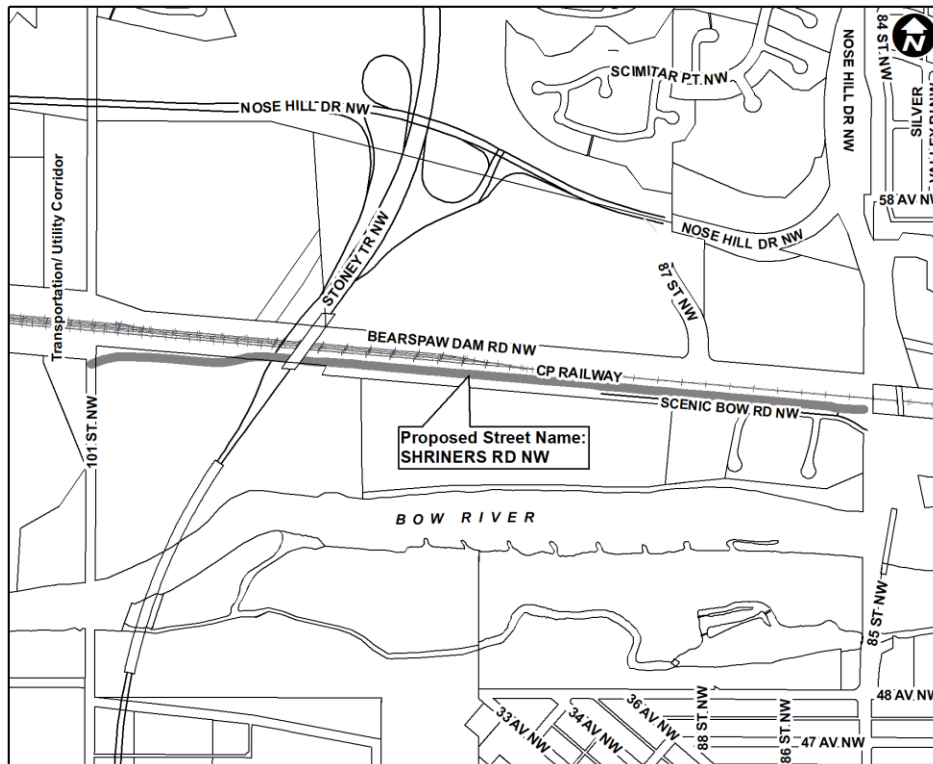 84 ST NW
N
NOSE HILL DR NW
SILVER
SCIMITAR PT NW
NOSE HILL DR NW
VALLEY DR NW
58 AV NW
Transportation/ Utility Corridor
STONEY TR NW
NOSE HILL DR NW
87 ST NW
BEARSPAW DAM RD NW
CP RAILWAY
SCENIC BOW RD NW
101 ST NW
Proposed Street Name:
SHRINERS RD NW
BOW RIVER
85 ST NW
33 AV NW
34 AV NW
36 AV NW
88 ST NW
86 ST NW
48 AV NW
47 AV NW